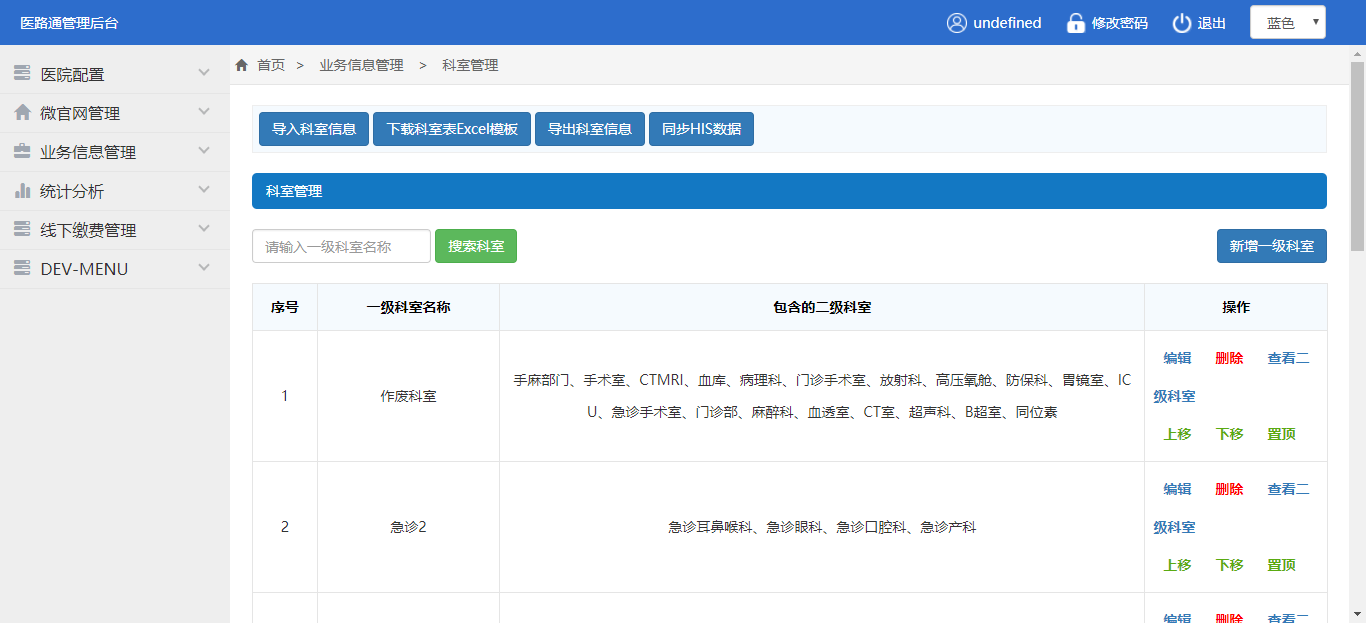 医路通管理后台
undefined
修改密码
退出
蓝色
医院配置
微官网管理
业务信息管理
统计分析
线下缴费管理
DEV-MENU
首页 > 业务信息管理 > 科室管理
导入科室信息
下载科室表Excel模板
导出科室信息
同步HIS数据
科室管理
请输入一级科室名称
搜索科室
新增一级科室
序号
一级科室名称
包含的二级科室
操作
1
作废科室
手麻部门、手术室、CTMRI、血库、病理科、门诊手术室、放射科、高压氧舱、防保科、胃镜室、IC
U、急诊手术室、门诊部、麻醉科、血透室、CT室、超声科、B超室、同位素
编辑 删除 查看二
级科室
上移 下移 置顶
2
急诊2
急诊耳鼻喉科、急诊眼科、急诊口腔科、急诊产科
编辑 删除 查看二
级科室
上移 下移 置顶
编辑 删除 查看二